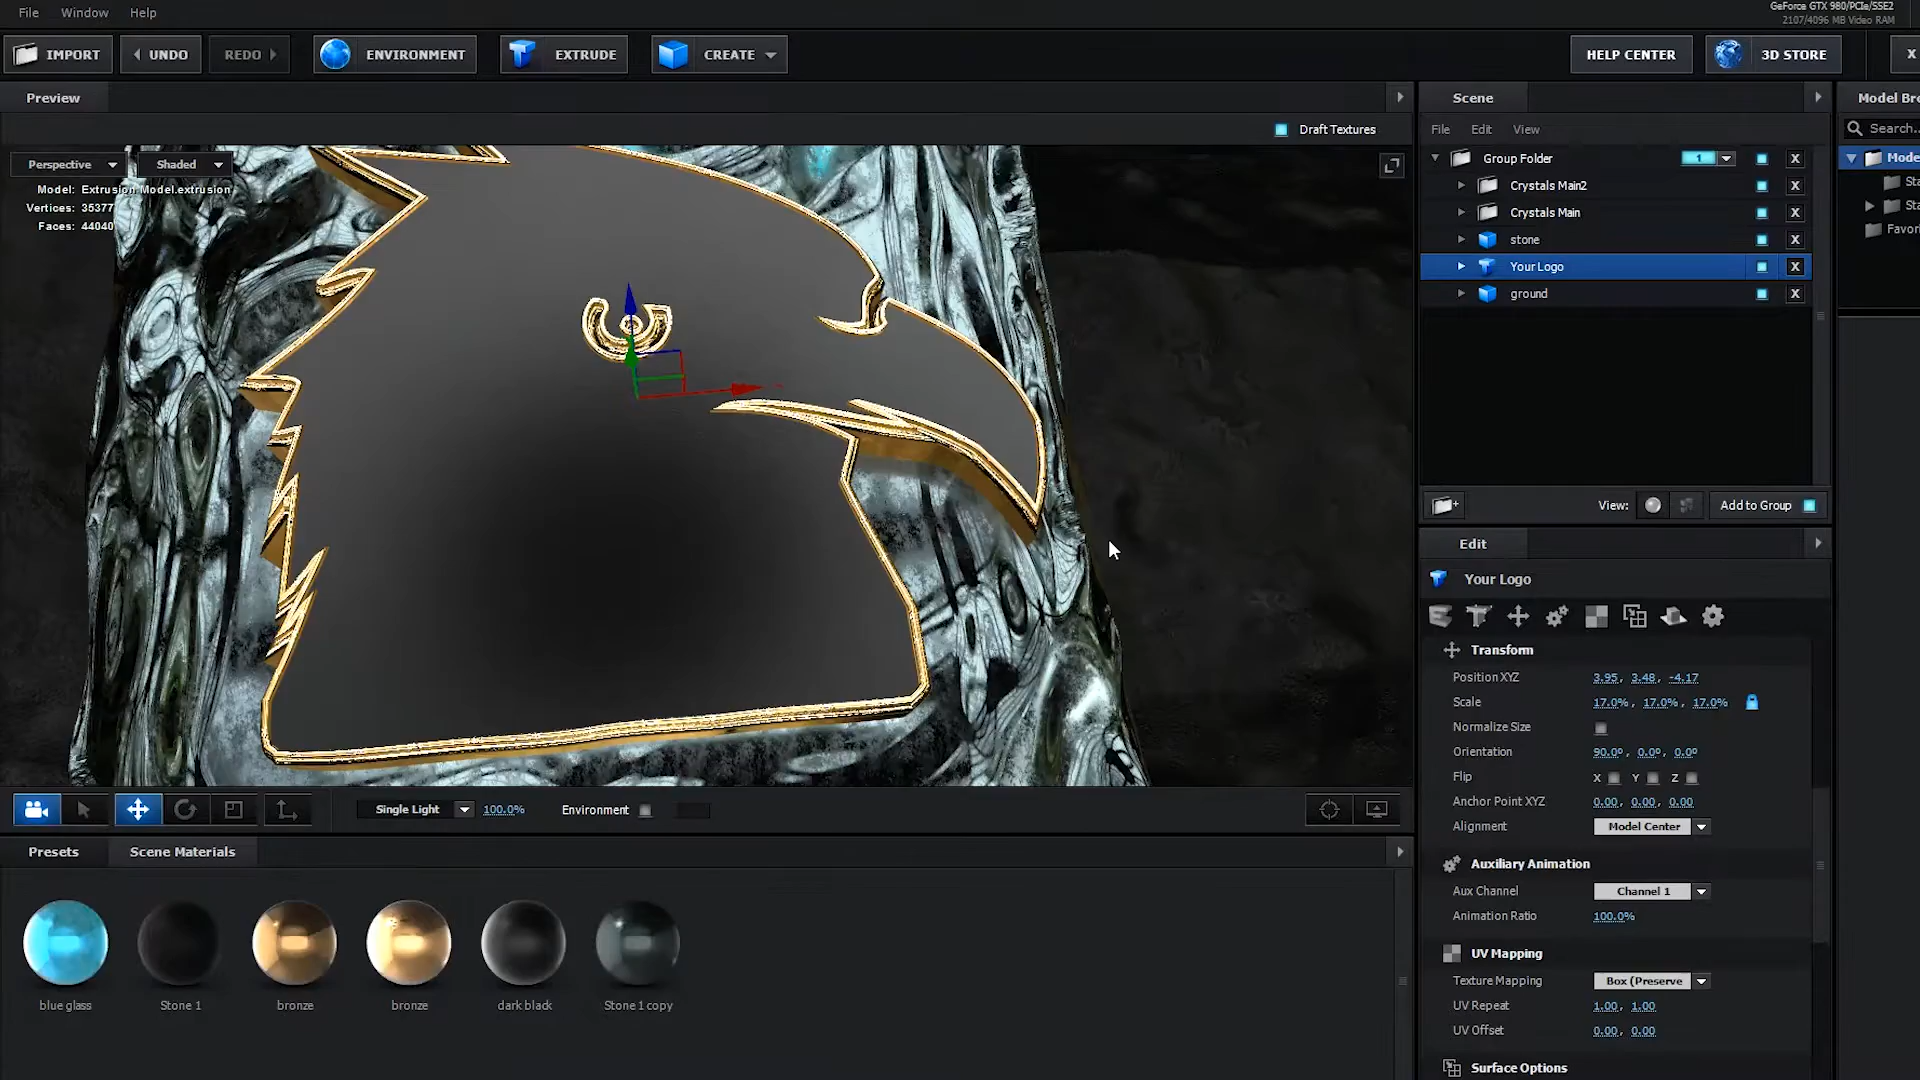 File Window Help
GeForce GTX 980/PCIe/SSE2
2107/4096 MB Video RAM
IMPORT UNDO REDO ENVIRONMENT EXTRUDE CREATE HELP CENTER 3D STORE X
Preview
Scene
Model Bro
Draft Textures
File Edit View
Search...
Perspective Shaded
Model: Extrusion Model.extrusion
Vertices: 35377
Faces: 44040
Group Folder 1 X
Crystals Main2 X
Crystals Main X
stone X
Your Logo X
ground X
Mode
Sta
Sta
Favori
View: Add to Group
Edit
Your Logo
Transform
Position XYZ 3.95, 3.48, -4.17
Scale 17.0%, 17.0%, 17.0%
Normalize Size
Orientation 90.0º, 0.0º, 0.0º
Flip X Y Z
Anchor Point XYZ 0.00, 0.00, 0.00
Alignment Model Center
Auxiliary Animation
Aux Channel Channel 1
Animation Ratio 100.0%
UV Mapping
Texture Mapping Box (Preserve
UV Repeat 1.00, 1.00
UV Offset 0.00, 0.00
Surface Options
Single Light 100.0% Environment
Presets Scene Materials
blue glass Stone 1 bronze bronze dark black Stone 1 copy